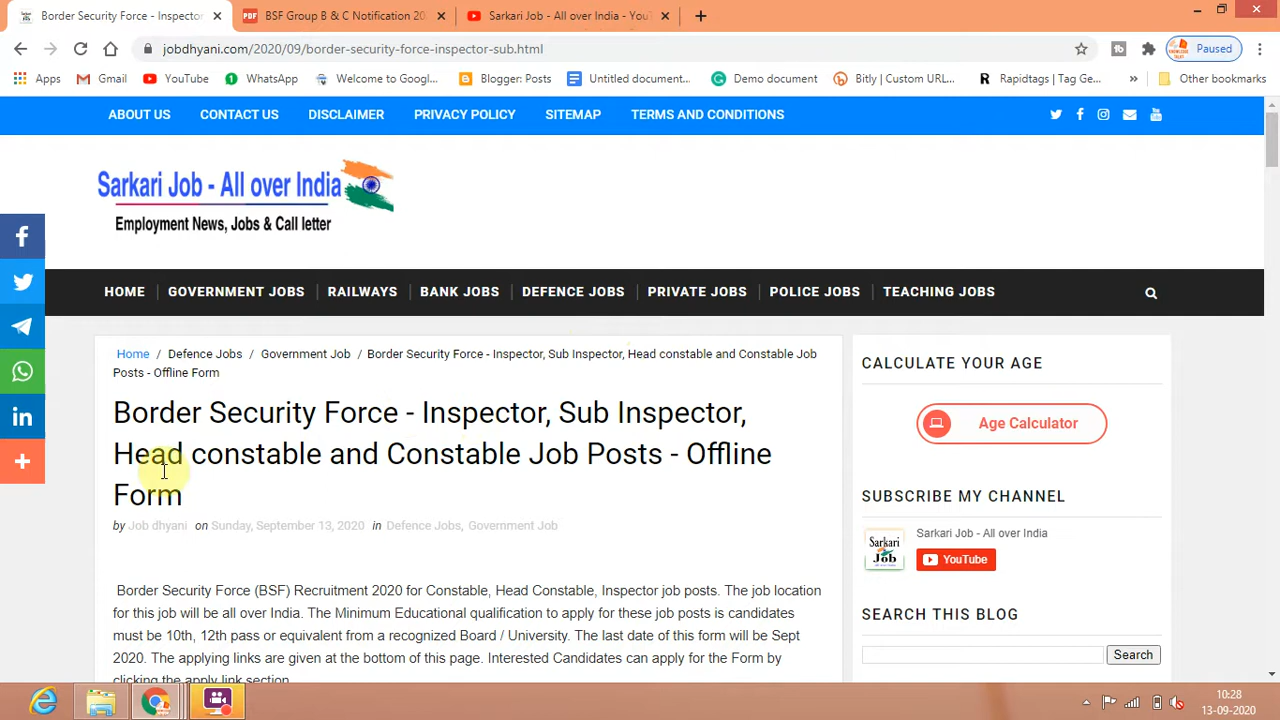 Border Security Force - Inspector
BSF Group B & C Notification 20
Sarkari Job - All over India - You
jobdhyani.com/2020/09/border-security-force-inspector-sub.html
Paused
Apps
Gmail
YouTube
WhatsApp
Welcome to Googl...
Blogger: Posts
Untitled document...
Demo document
Bitly | Custom URL...
Rapidtags | Tag Ge...
Other bookmarks
ABOUT US
CONTACT US
DISCLAIMER
PRIVACY POLICY
SITEMAP
TERMS AND CONDITIONS
Sarkari Job - All over India
Employment News, Jobs & Call letter
HOME
GOVERNMENT JOBS
RAILWAYS
BANK JOBS
DEFENCE JOBS
PRIVATE JOBS
POLICE JOBS
TEACHING JOBS
Home / Defence Jobs / Government Job / Border Security Force - Inspector, Sub Inspector, Head constable and Constable Job
Posts - Offline Form
Border Security Force - Inspector, Sub Inspector,
Head constable and Constable Job Posts - Offline
Form
by Job dhyani on Sunday, September 13, 2020 in Defence Jobs, Government Job
Border Security Force (BSF) Recruitment 2020 for Constable, Head Constable, Inspector job posts. The job location
for this job will be all over India. The Minimum Educational qualification to apply for these job posts is candidates
must be 10th, 12th pass or equivalent from a recognized Board / University. The last date of this form will be Sept
2020. The applying links are given at the bottom of this page. Interested Candidates can apply for the Form by
clicking the apply link section
CALCULATE YOUR AGE
Age Calculator
SUBSCRIBE MY CHANNEL
Sarkari Job
Sarkari Job - All over India
YouTube
SEARCH THIS BLOG
Search
10:28
13-09-2020